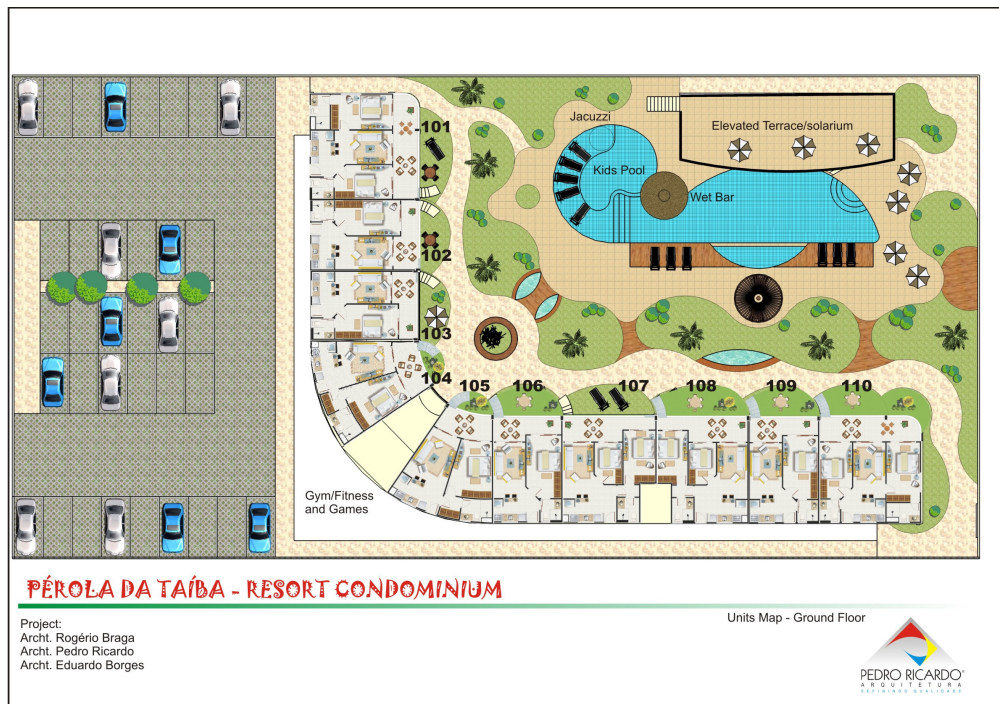 Jacuzzi
Elevated Terrace/solarium
Kids Pool
Wet Bar
101
102
103
104
105
106
107
108
109
110
Gym/Fitness
and Games
PÉROLA DA TAÍBA - RESORT CONDOMINIUM
Units Map - Ground Floor
Project:
Archt. Rogério Braga
Archt. Pedro Ricardo
Archt. Eduardo Borges
PEDRO RICARDO®
ARQUITETURA
DEFININDO QUALIDADE